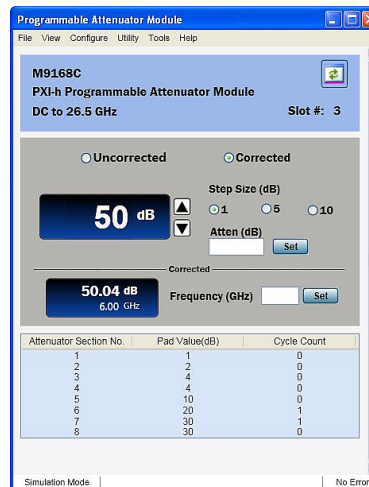 Programmable Attenuator Module
File View Configure Utility Tools Help
M9168C
PXI-h Programmable Attenuator Module
DC to 26.5 GHz
Slot #: 3
Uncorrected
Corrected
50 dB
Step Size (dB)
1 5 10
Atten (dB)
Set
Corrected
50.04 dB
6.00 GHz
Frequency (GHz)
Set
Attenuator Section No. Pad Value(dB) Cycle Count
1 1 0
2 2 0
3 4 0
4 4 0
5 10 0
6 20 1
7 30 1
8 30 0
Simulation Mode
No Error